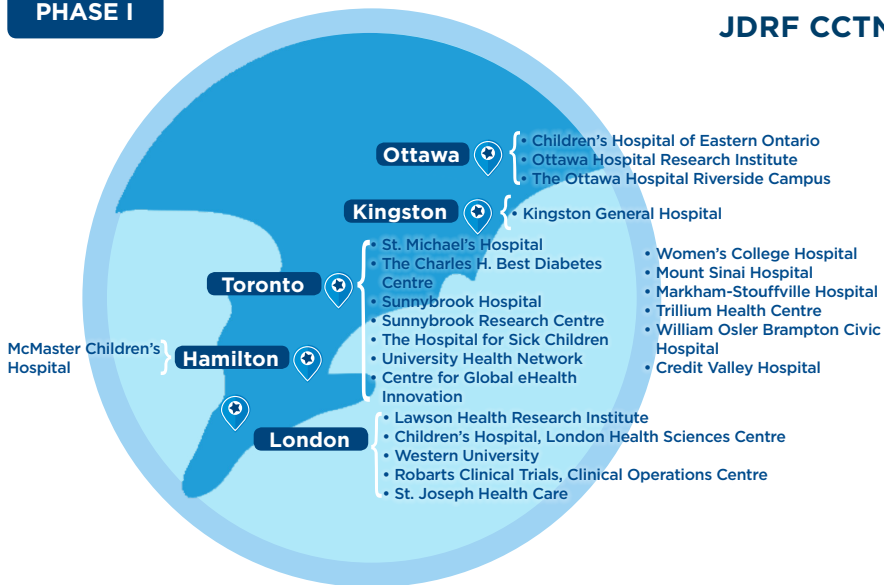 PHASE I
JDRF CCTN
Ottawa
• Children's Hospital of Eastern Ontario
• Ottawa Hospital Research Institute
• The Ottawa Hospital Riverside Campus
Kingston
• Kingston General Hospital
Toronto
• St. Michael's Hospital
• The Charles H. Best Diabetes
Centre
• Sunnybrook Hospital
• Sunnybrook Research Centre
• The Hospital for Sick Children
• University Health Network
• Centre for Global eHealth
Innovation
• Women's College Hospital
• Mount Sinai Hospital
• Markham-Stouffville Hospital
• Trillium Health Centre
• William Osler Brampton Civic
Hospital
• Credit Valley Hospital
McMaster Children's
Hospital
Hamilton
London
• Lawson Health Research Institute
• Children's Hospital, London Health Sciences Centre
• Western University
• Robarts Clinical Trials, Clinical Operations Centre
• St. Joseph Health Care